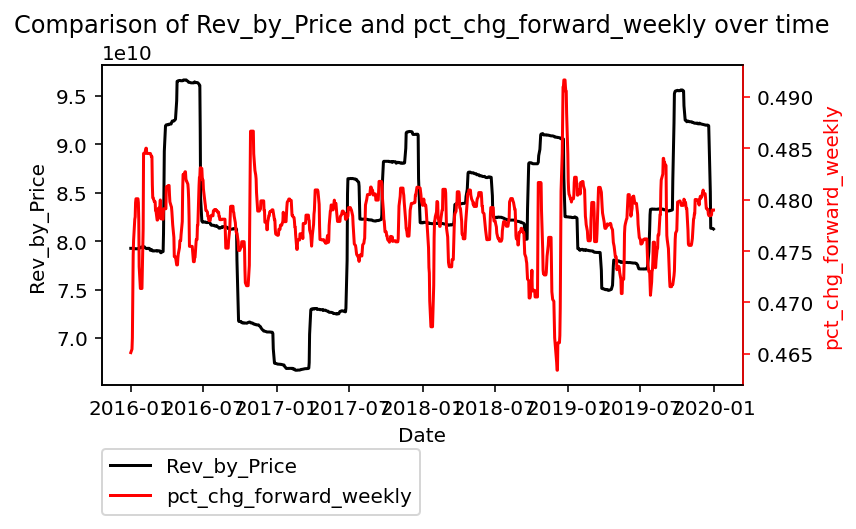 Comparison of Rev_by_Price and pct_chg_forward_weekly over time
1e10
9.5
9.0
8.5
8.0
7.5
7.0
Rev_by_Price
0.490
0.485
0.480
0.475
0.470
0.465
pct_chg_forward_weekly
2016-01 2016-07 2017-01 2017-07 2018-01 2018-07 2019-01 2019-07 2020-01
Date
Rev_by_Price
pct_chg_forward_weekly